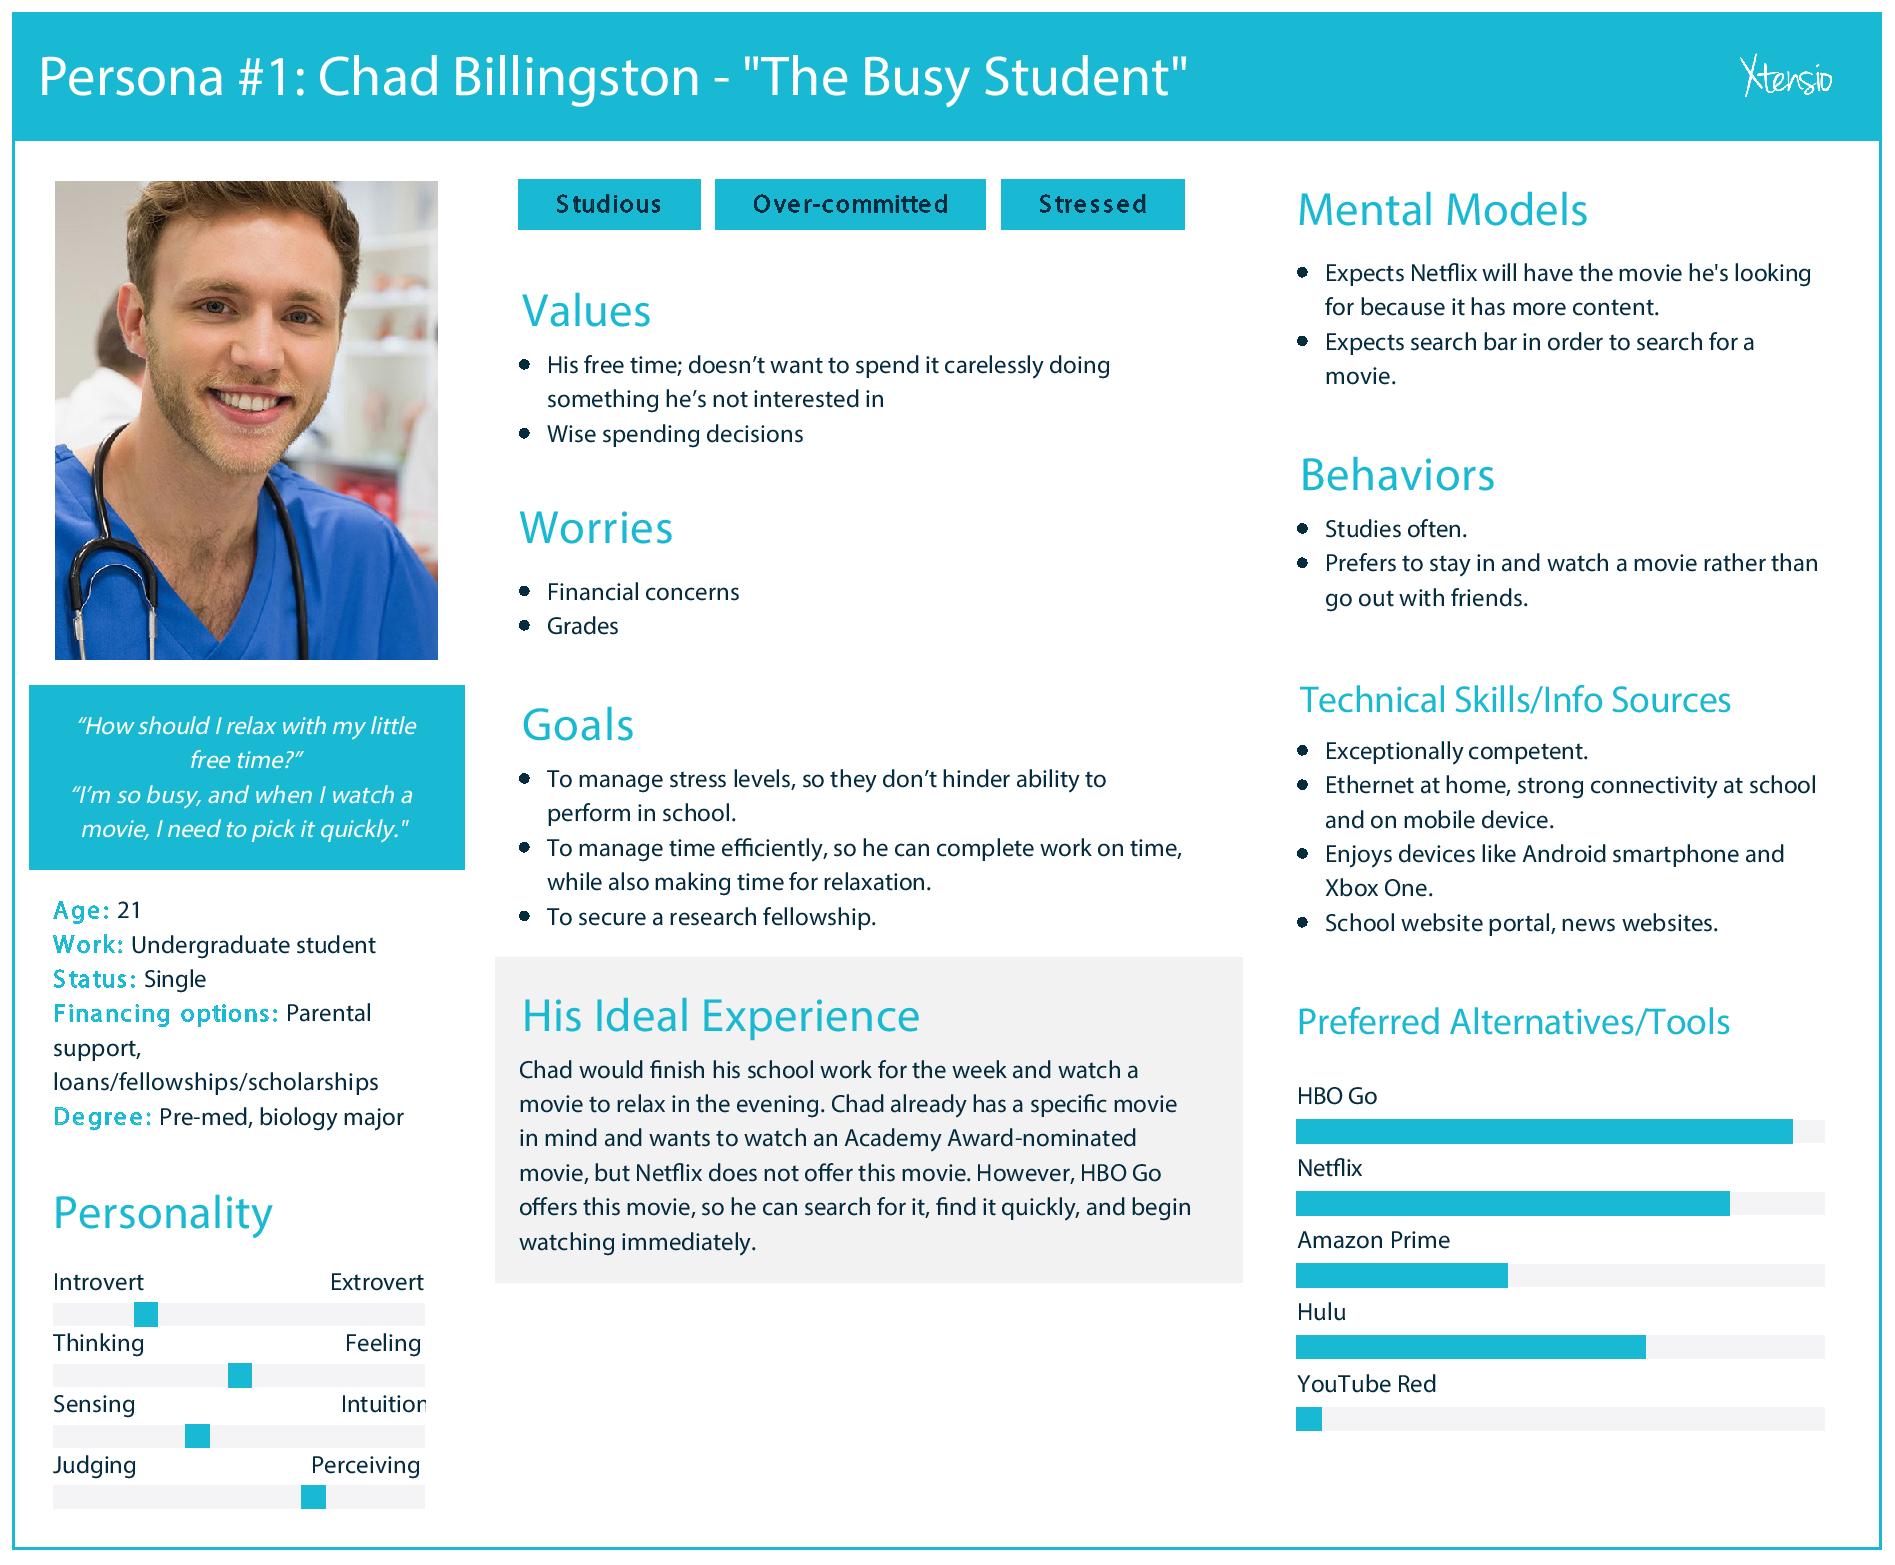 Persona #1: Chad Billingston - "The Busy Student"
Xtensio
“How should I relax with my little
free time?”
“I’m so busy, and when I watch a
movie, I need to pick it quickly."
Age: 21
Work: Undergraduate student
Status: Single
Financing options: Parental
support,
loans/fellowships/scholarships
Degree: Pre-med, biology major
Personality
Introvert Extrovert
Thinking Feeling
Sensing Intuition
Judging Perceiving
Studious Over-committed Stressed
Values
• His free time; doesn’t want to spend it carelessly doing
something he’s not interested in
• Wise spending decisions
Worries
• Financial concerns
• Grades
Goals
• To manage stress levels, so they don’t hinder ability to
perform in school.
• To manage time efficiently, so he can complete work on time,
while also making time for relaxation.
• To secure a research fellowship.
His Ideal Experience
Chad would finish his school work for the week and watch a
movie to relax in the evening. Chad already has a specific movie
in mind and wants to watch an Academy Award-nominated
movie, but Netflix does not offer this movie. However, HBO Go
offers this movie, so he can search for it, find it quickly, and begin
watching immediately.
Mental Models
• Expects Netflix will have the movie he's looking
for because it has more content.
• Expects search bar in order to search for a
movie.
Behaviors
• Studies often.
• Prefers to stay in and watch a movie rather than
go out with friends.
Technical Skills/Info Sources
• Exceptionally competent.
• Ethernet at home, strong connectivity at school
and on mobile device.
• Enjoys devices like Android smartphone and
Xbox One.
• School website portal, news websites.
Preferred Alternatives/Tools
HBO Go
Netflix
Amazon Prime
Hulu
YouTube Red